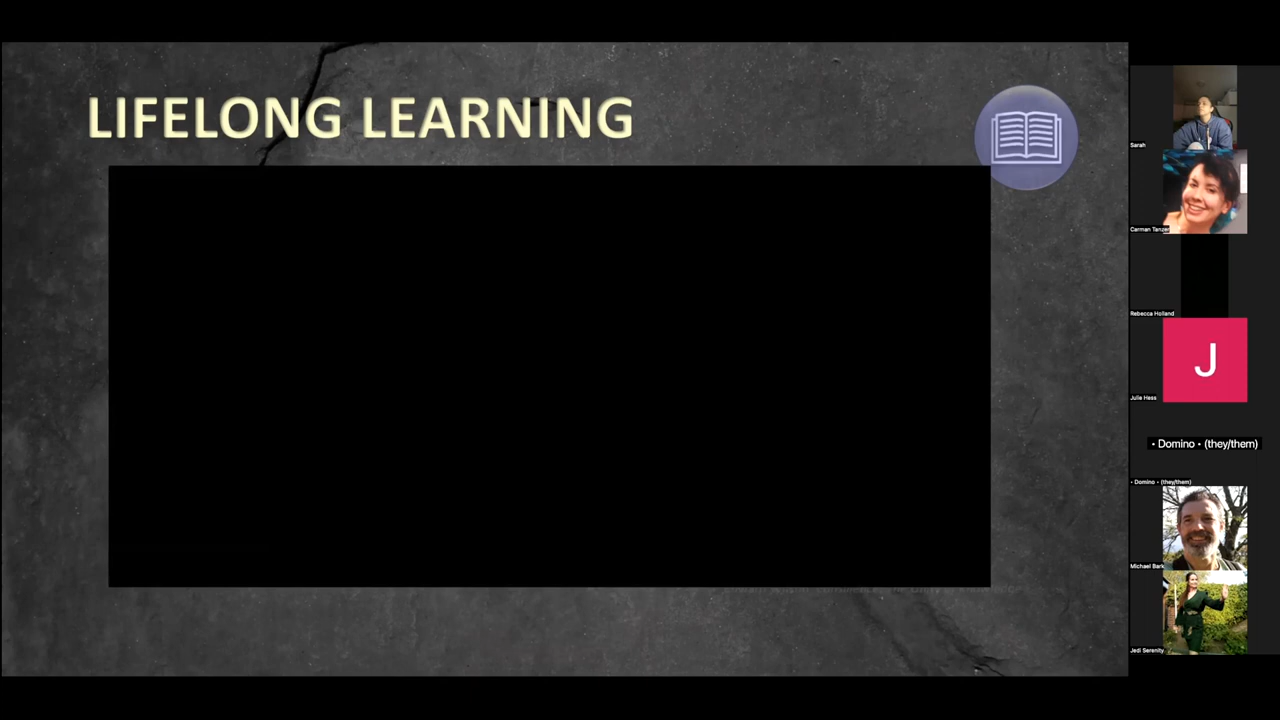 LIFELONG LEARNING
Sarah
Carman Tanzer
Rebecca Holland
J
Julie Hess
• Domino • (they/them)
• Domino • (they/them)
Michael Bark
Jedi Serenity